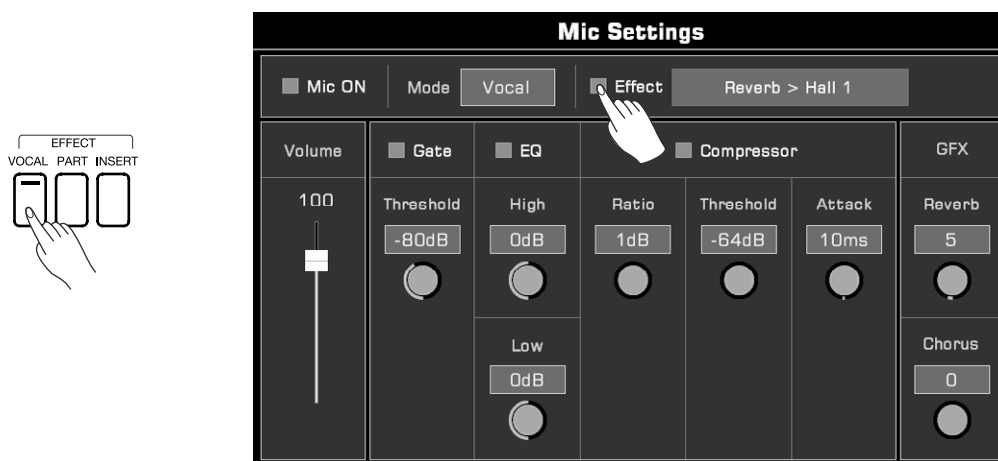 Mic Settings
Mic ON Mode Vocal Effect Reverb > Hall 1
EFFECT
VOCAL PART INSERT
Volume Gate EQ Compressor GFX
100 Threshold High Ratio Threshold Attack Reverb
-80dB 0dB 1dB -64dB 10ms 5
Low Chorus
0dB 0